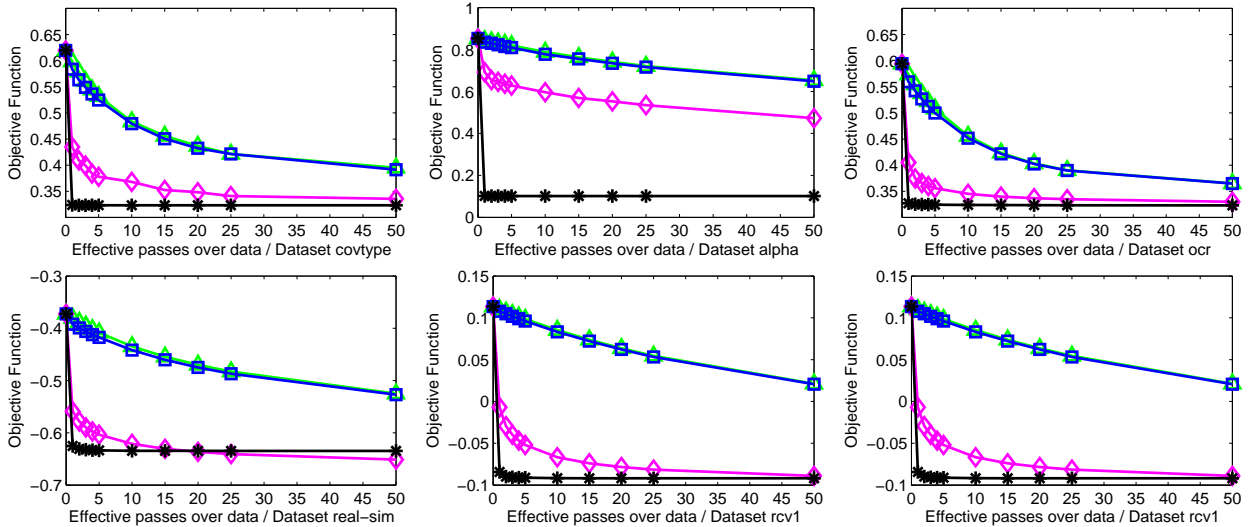 0.65
0.6
0.55
0.5
0.45
0.4
0.35
Objective Function
0 5 10 15 20 25 30 35 40 45 50
Effective passes over data / Dataset covtype
1
0.8
0.6
0.4
0.2
0
Objective Function
0 5 10 15 20 25 30 35 40 45 50
Effective passes over data / Dataset alpha
0.65
0.6
0.55
0.5
0.45
0.4
0.35
Objective Function
0 5 10 15 20 25 30 35 40 45 50
Effective passes over data / Dataset ocr
−0.3
−0.4
−0.5
−0.6
−0.7
Objective Function
0 5 10 15 20 25 30 35 40 45 50
Effective passes over data / Dataset real−sim
0.15
0.1
0.05
0
−0.05
−0.1
Objective Function
0 5 10 15 20 25 30 35 40 45 50
Effective passes over data / Dataset rcv1
0.15
0.1
0.05
0
−0.05
−0.1
Objective Function
0 5 10 15 20 25 30 35 40 45 50
Effective passes over data / Dataset rcv1